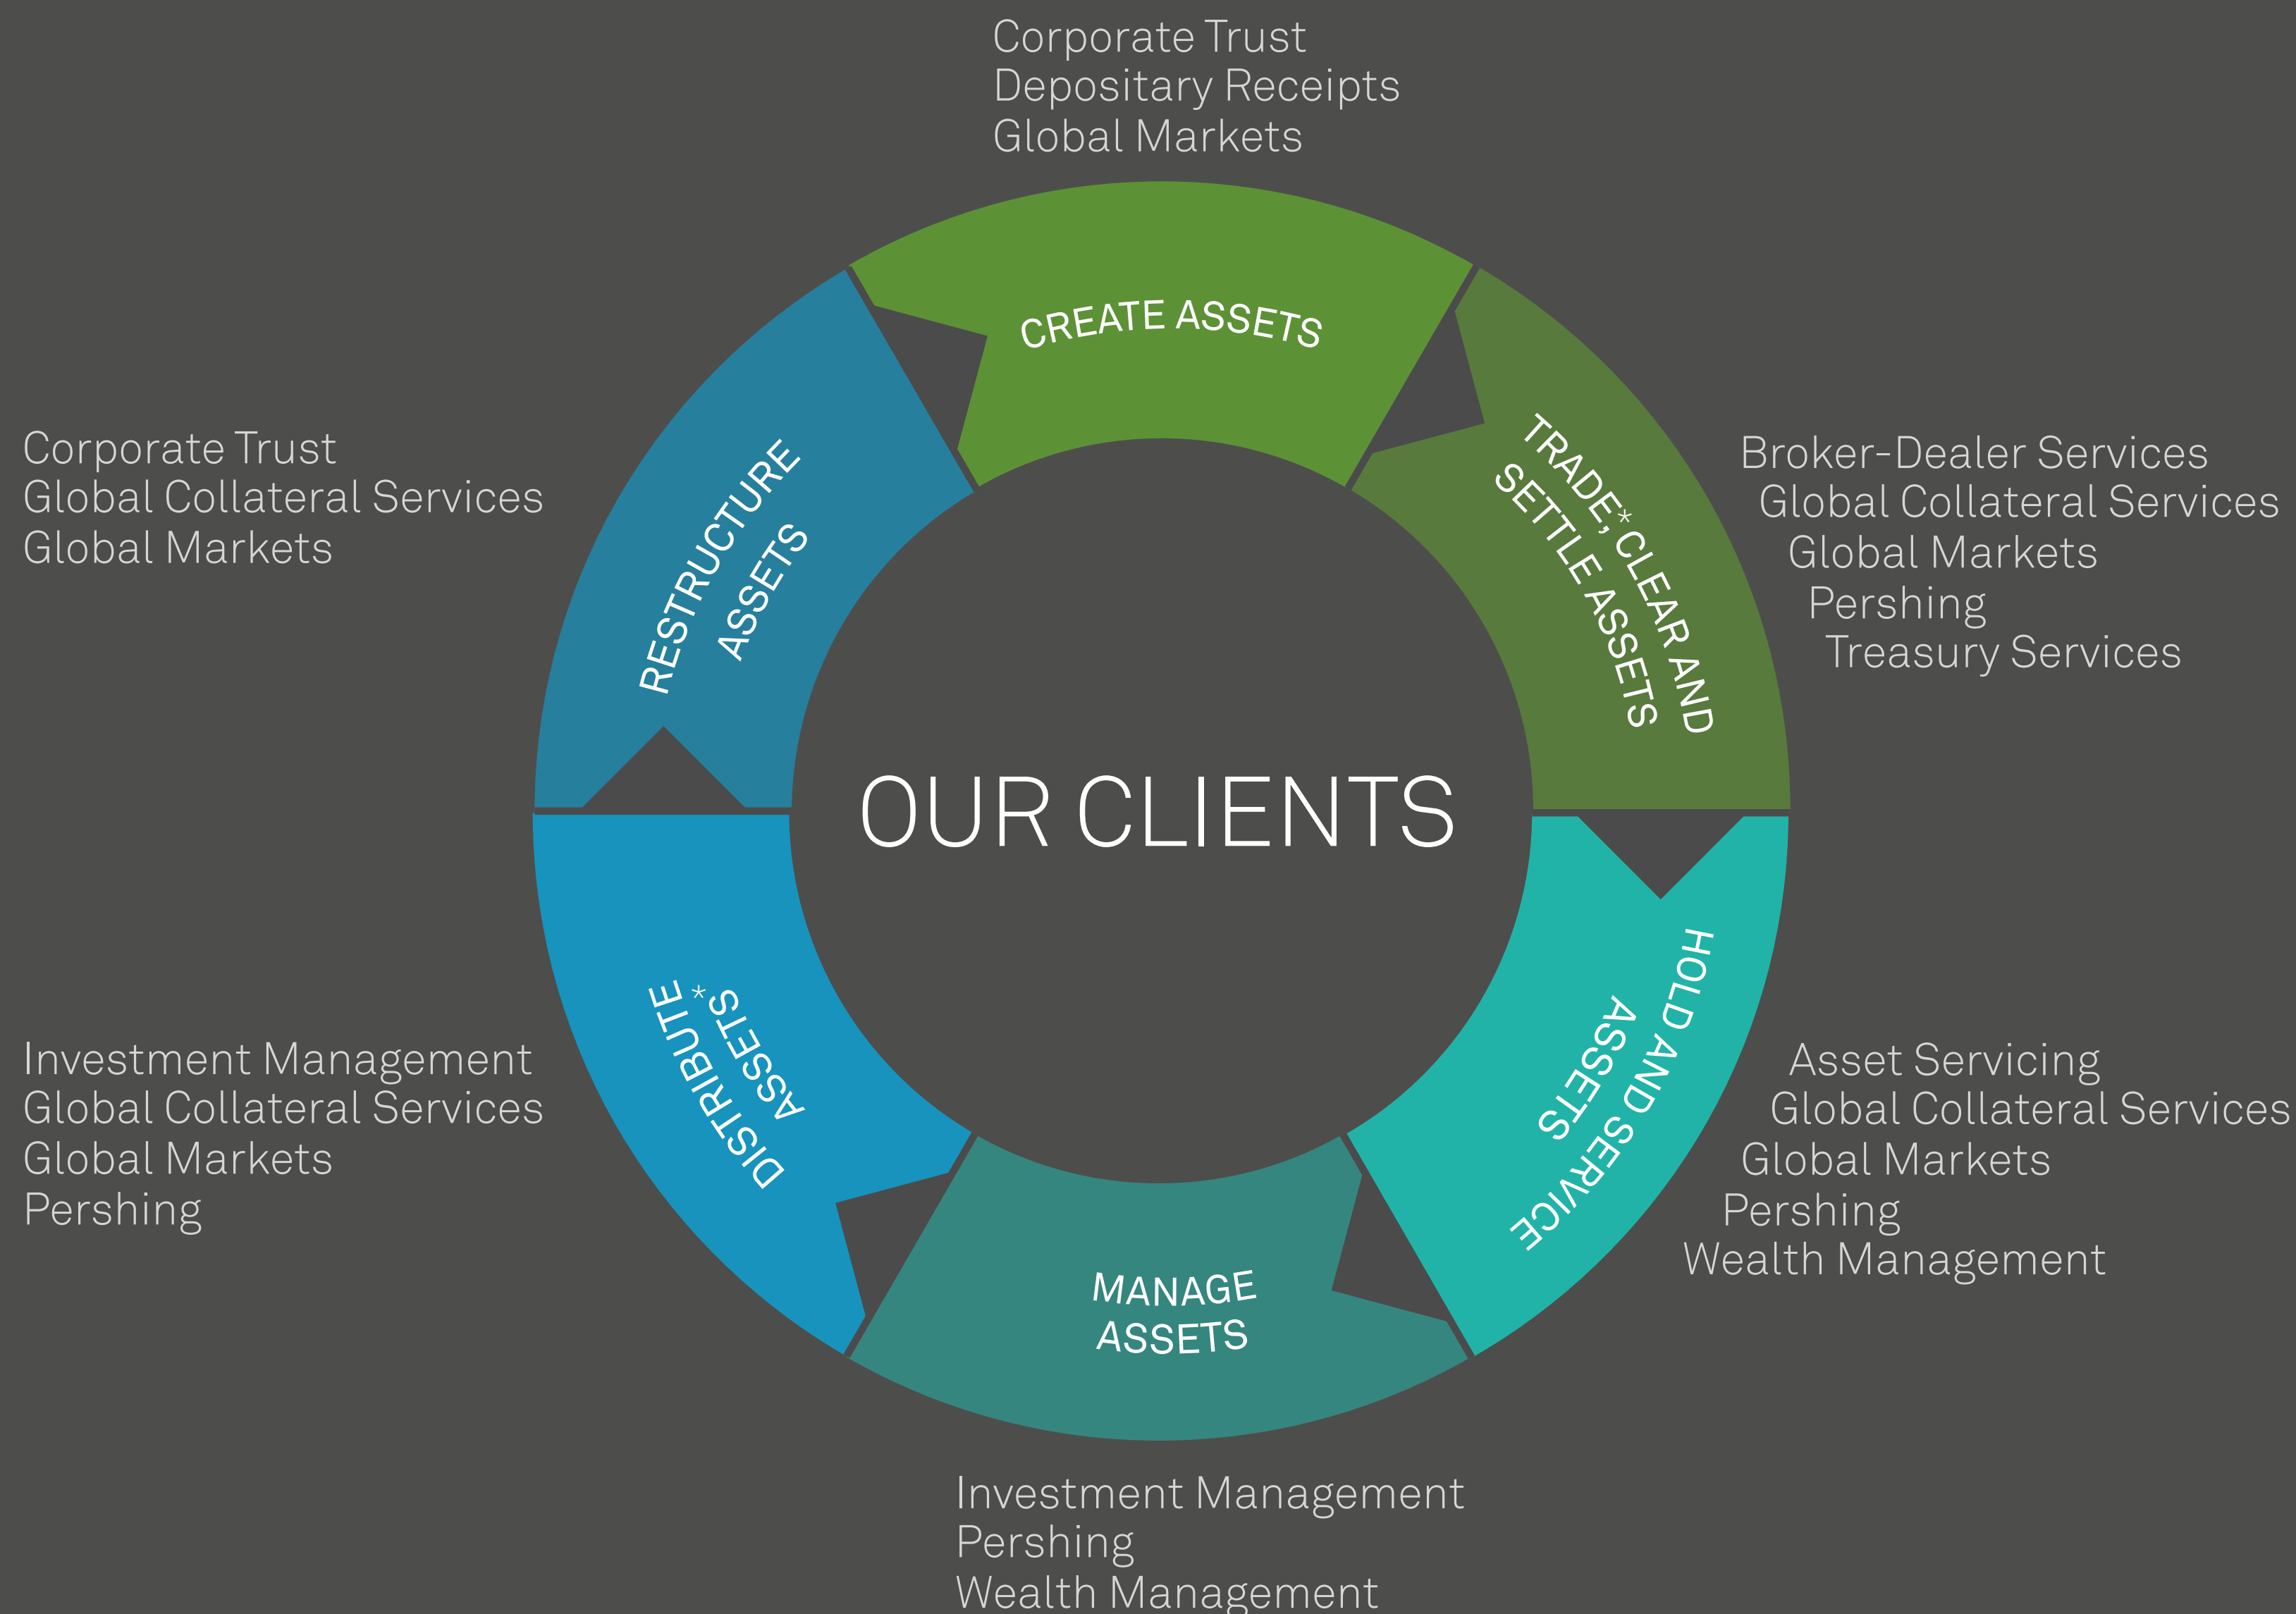 Corporate Trust
Depositary Receipts
Global Markets
CREATE ASSETS
TRADE,* CLEAR AND
SETTLE ASSETS
Broker-Dealer Services
Global Collateral Services
Global Markets
Pershing
Treasury Services
HOLD AND SERVICE
ASSETS
Asset Servicing
Global Collateral Services
Global Markets
Pershing
Wealth Management
MANAGE
ASSETS
Investment Management
Pershing
Wealth Management
DISTRIBUTE
ASSETS*
Investment Management
Global Collateral Services
Global Markets
Pershing
RESTRUCTURE
ASSETS
Corporate Trust
Global Collateral Services
Global Markets
OUR CLIENTS